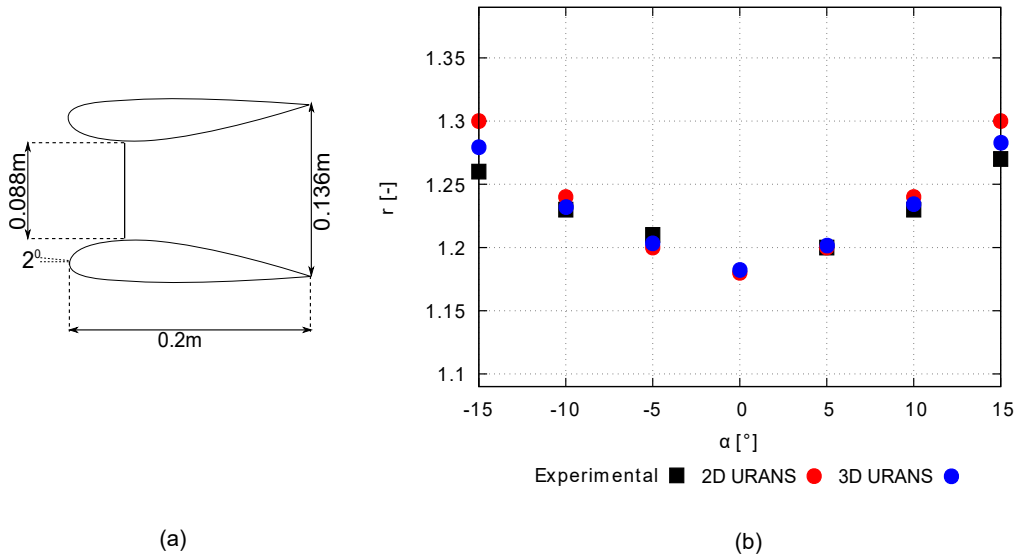 0.088m
0.136m
2⁰
0.2m
(a)
r [-]
1.35
1.3
1.25
1.2
1.15
1.1
-15 -10 -5 0 5 10 15
α [°]
Experimental 2D URANS 3D URANS
(b)